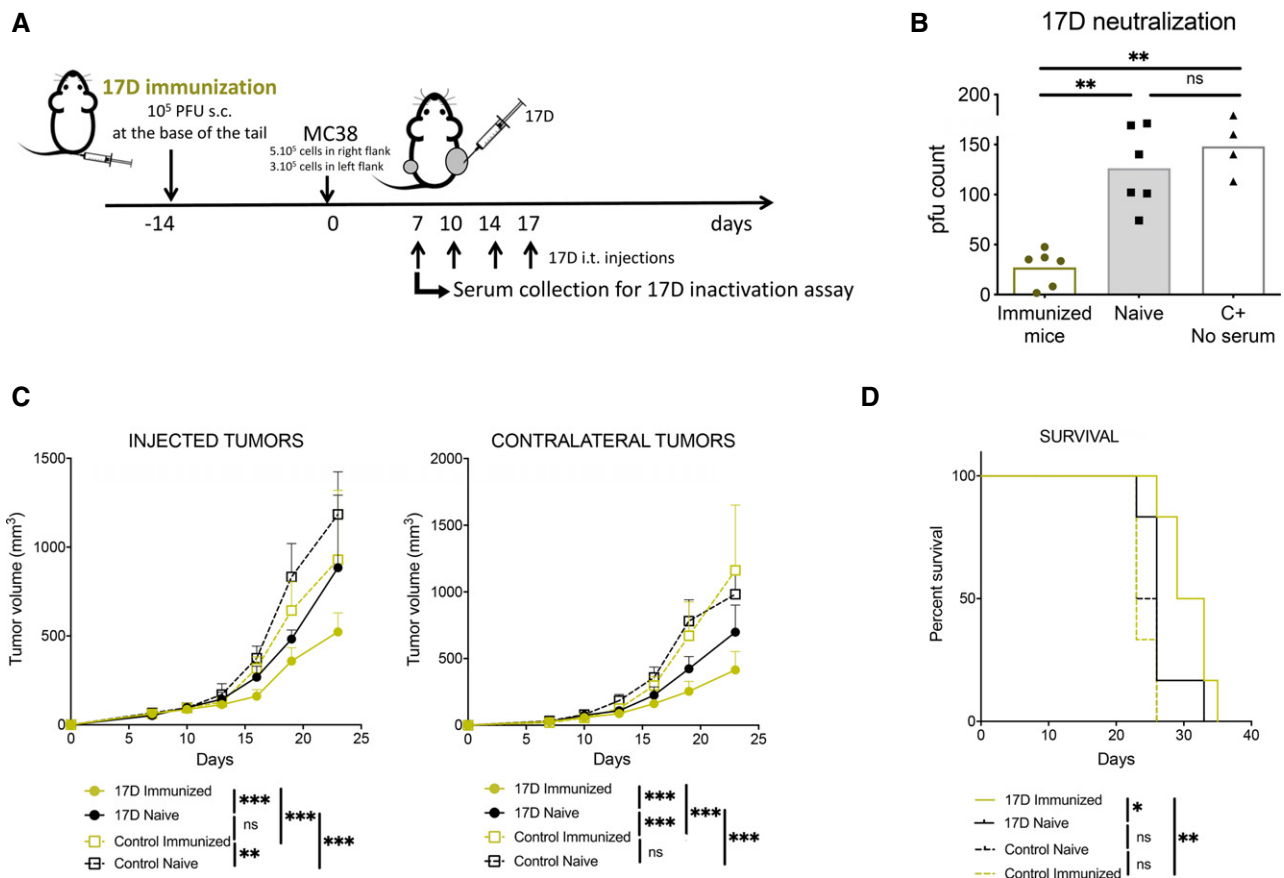 A
17D immunization
10⁵ PFU s.c.
at the base of the tail
MC38
5.10⁵ cells in right flank
3.10⁵ cells in left flank
17D
-14
0
7
10
14
17
days
17D i.t. injections
Serum collection for 17D inactivation assay
B
17D neutralization
**
**
ns
pfu count
200
150
100
50
0
Immunized
mice
Naive
C+
No serum
C
INJECTED TUMORS
Tumor volume (mm³)
1500
1000
500
0
0 5 10 15 20 25
Days
17D Immunized
17D Naive
Control Immunized
Control Naive
***
ns
**
***
***
CONTRALATERAL TUMORS
Tumor volume (mm³)
2000
1500
1000
500
0
0 5 10 15 20 25
Days
17D Immunized
17D Naive
Control Immunized
Control Naive
***
***
ns
***
***
D
SURVIVAL
Percent survival
100
50
0
0 10 20 30 40
Days
17D Immunized
17D Naive
Control Naive
Control Immunized
*
ns
ns
**